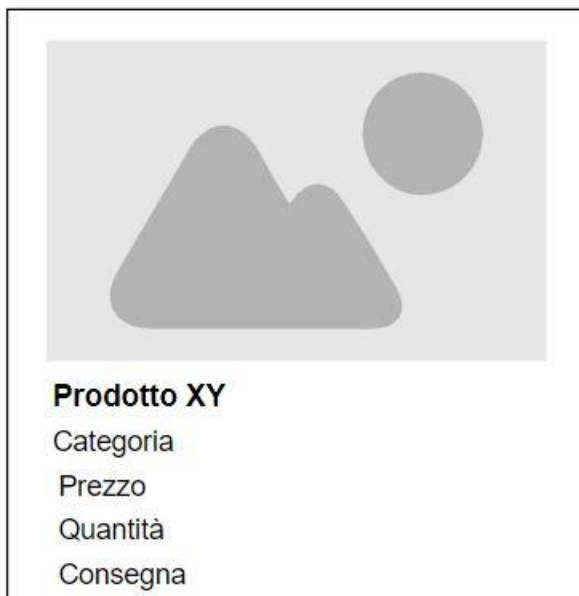 Prodotto XY
Categoria
Prezzo
Quantità
Consegna